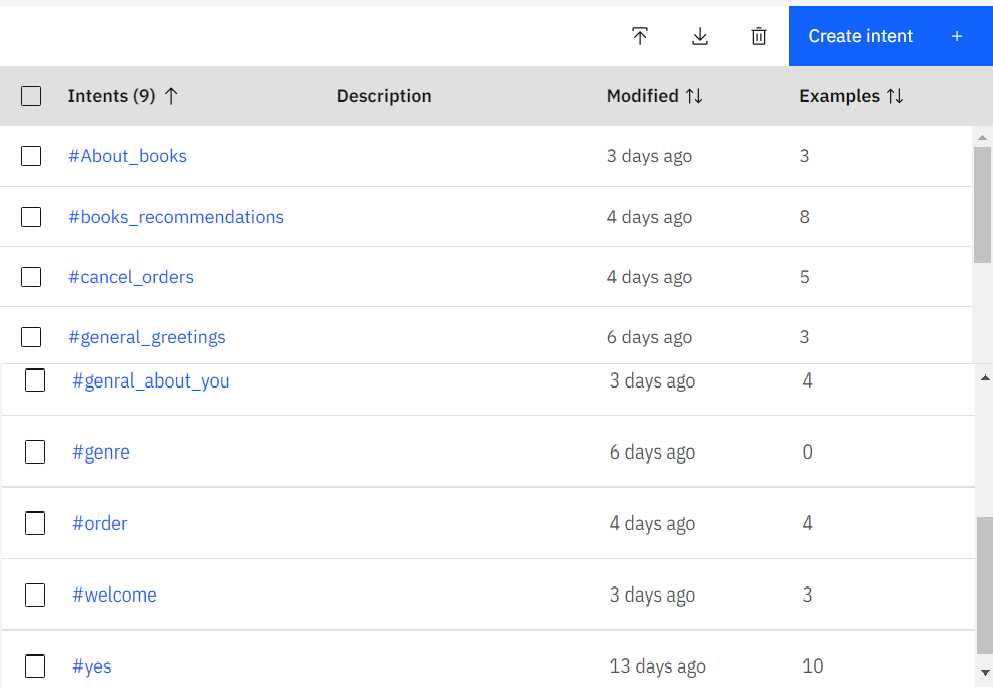 Create intent +
Intents (9) Description Modified Examples
#About_books 3 days ago 3
#books_recommendations 4 days ago 8
#cancel_orders 4 days ago 5
#general_greetings 6 days ago 3
#genral_about_you 3 days ago 4
#genre 6 days ago 0
#order 4 days ago 4
#welcome 3 days ago 3
#yes 13 days ago 10